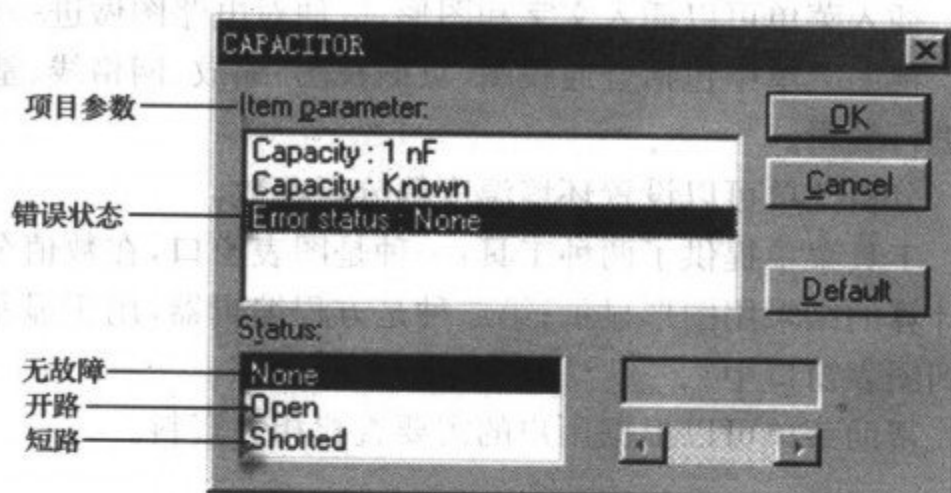 CAPACITOR
项目参数
Item parameter:
OK
Capacity : 1 nF
Capacity : Known
Cancel
错误状态
Error status : None
Default
Status:
无故障
None
开路
Open
短路
Shorted